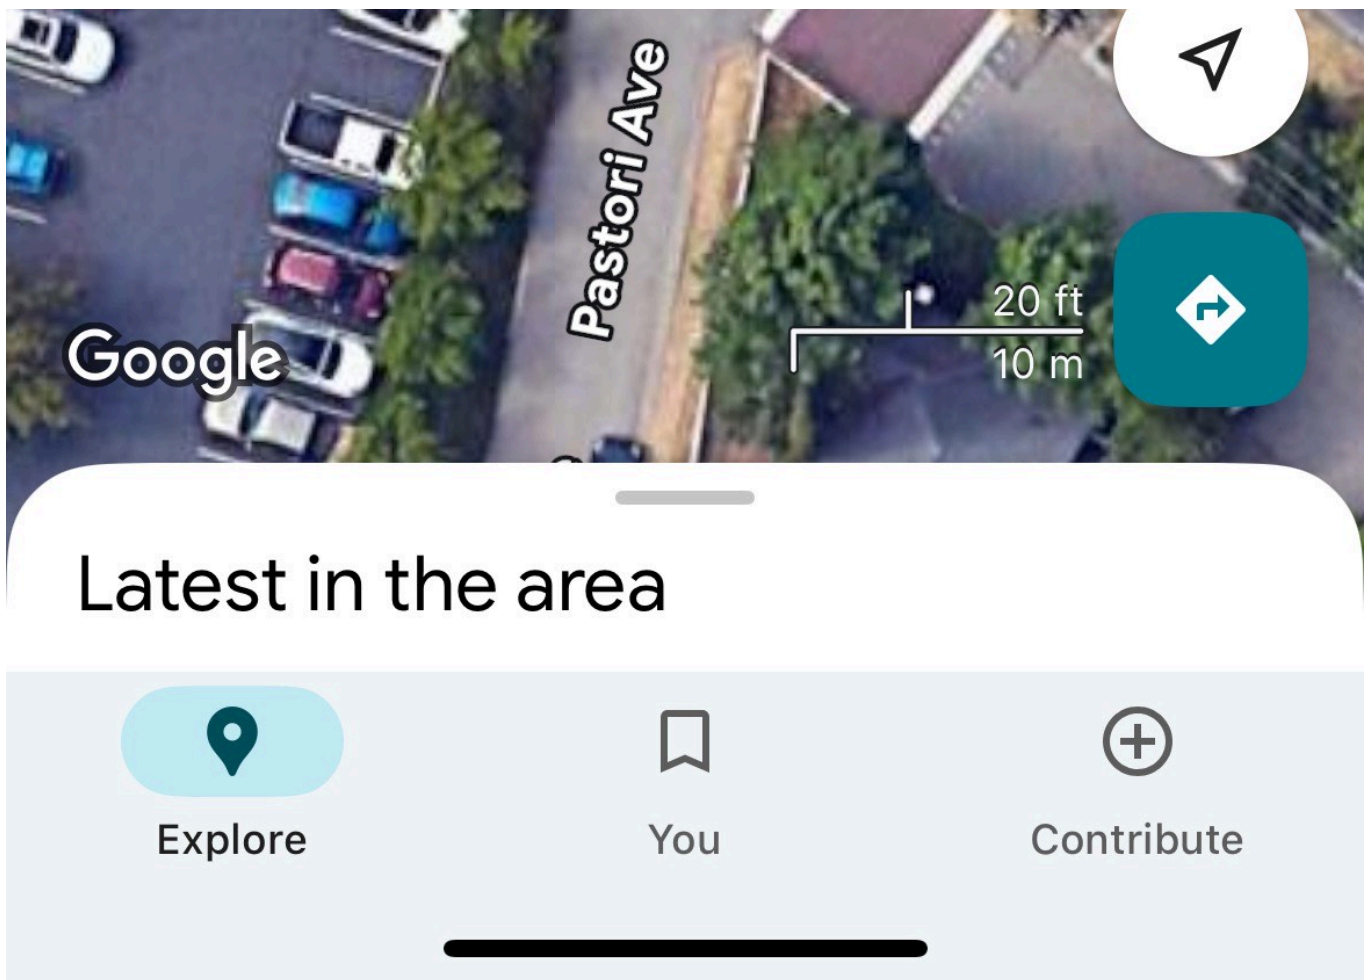 Pastori Ave
20 ft
Google
10 m
Latest in the area
Explore
You
Contribute